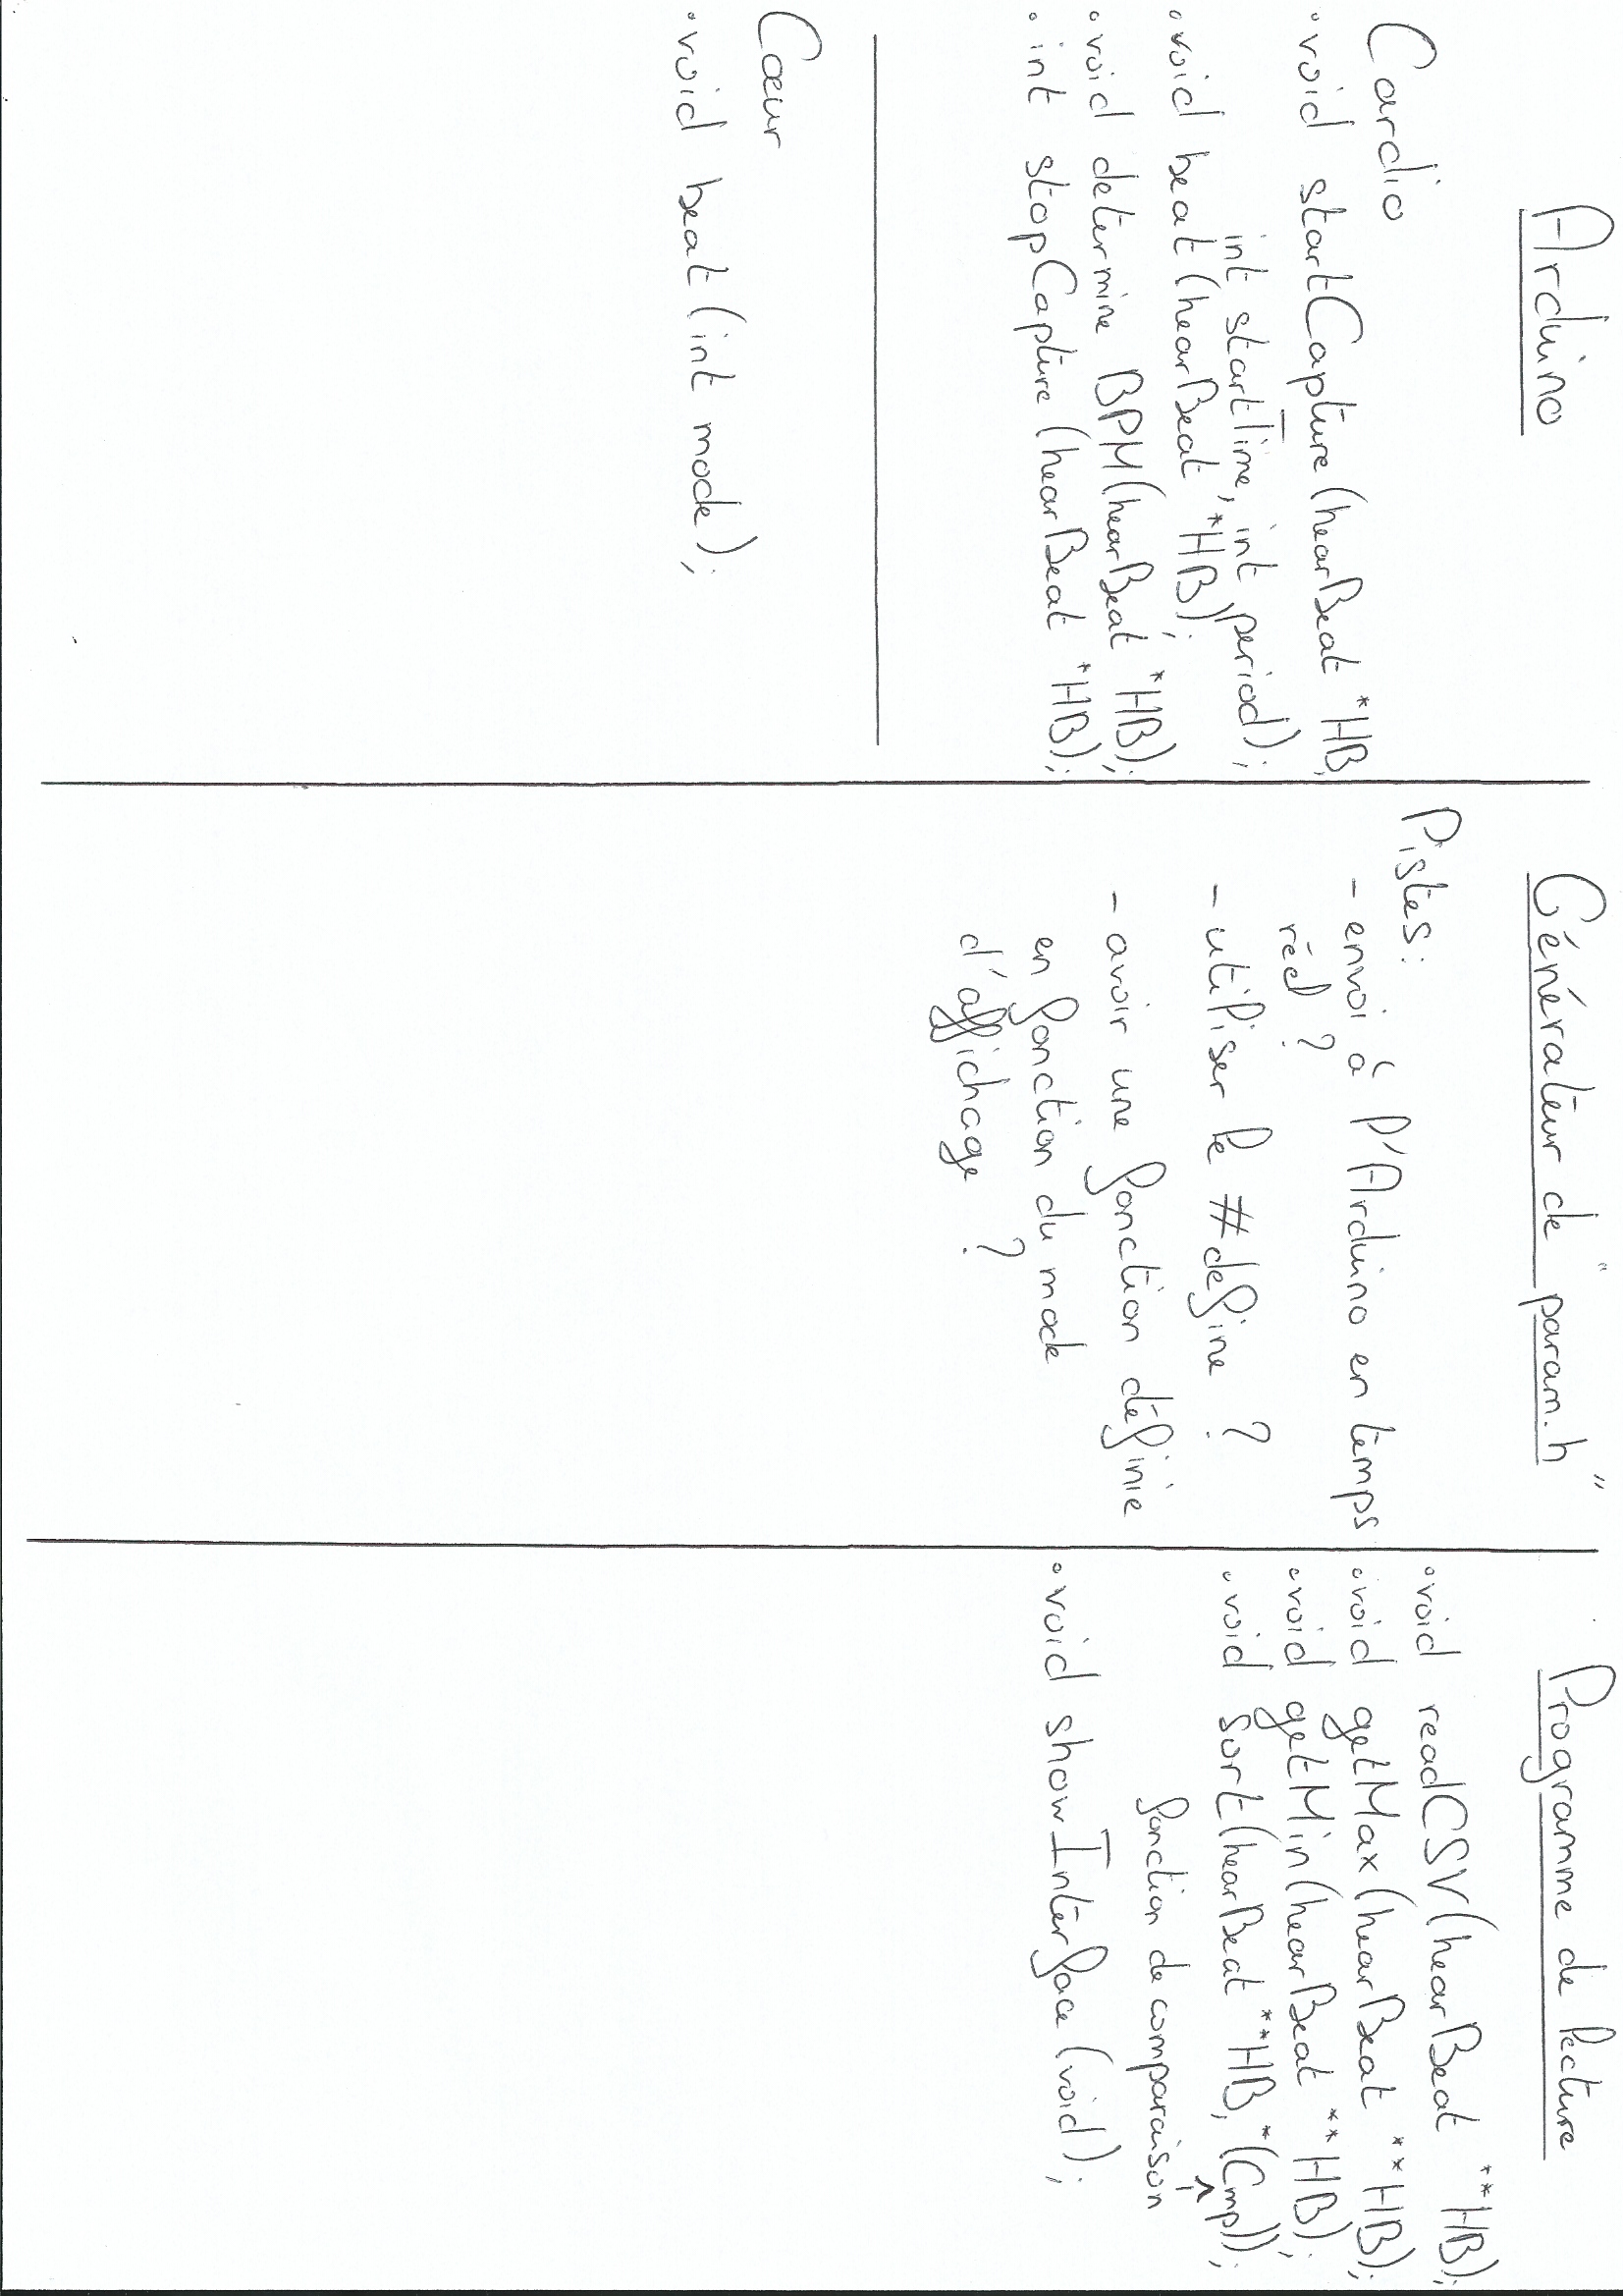 Arduino
Cardio
•void startCapture(hearBeat *HB,
int startTime, int period);
•void beat(hearBeat *HB);
•void determine BPM(hearBeat *HB);
•int stopCapture(hearBeat *HB);
Cœur
•void beat(int mode);
Générateur de "param.h"
Pistes:
- envoi à l'Arduino en temps
réel ?
- utiliser le #define ?
- avoir une fonction définie
en fonction du mode
d'affichage ?
Programme de lecture
•void readCSV(hearBeat **HB);
•void getMax(hearBeat **HB);
•void getMin(hearBeat **HB);
•void sort(hearBeat **HB, *(Cmp));
fonction de comparaison
•void showInterface(void);